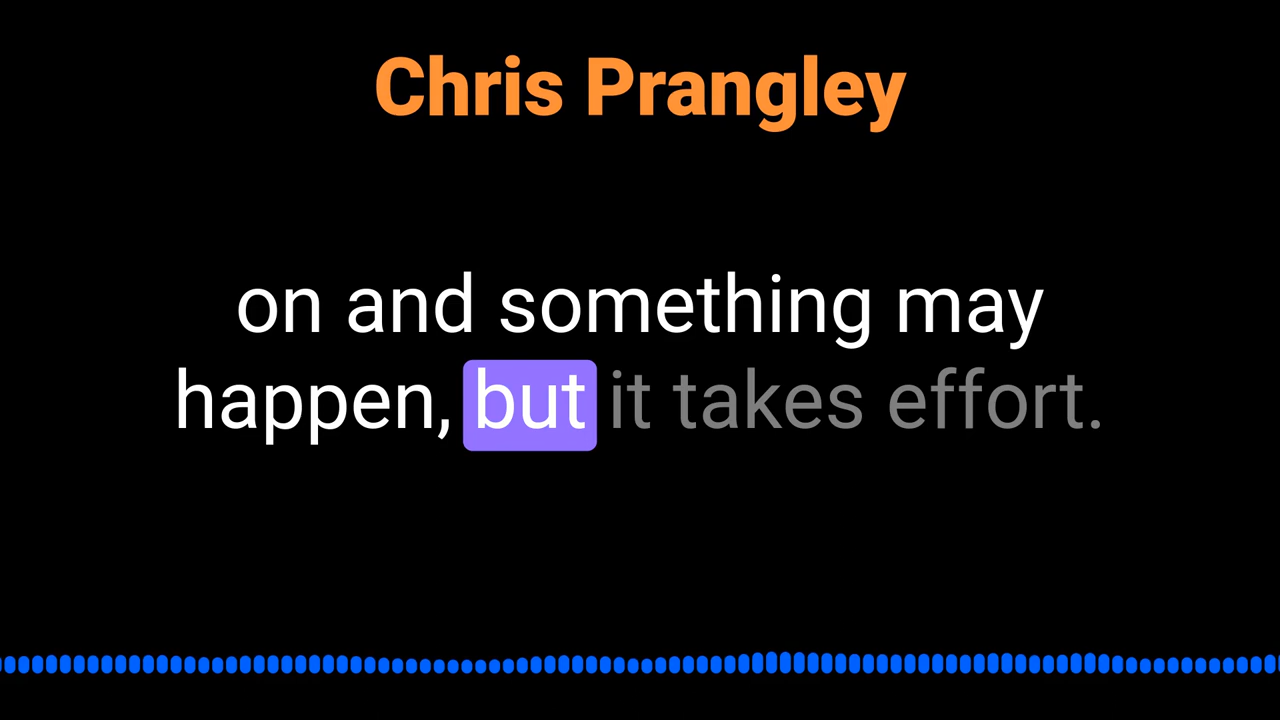 Chris Prangley
on and something may
happen, but it takes effort.